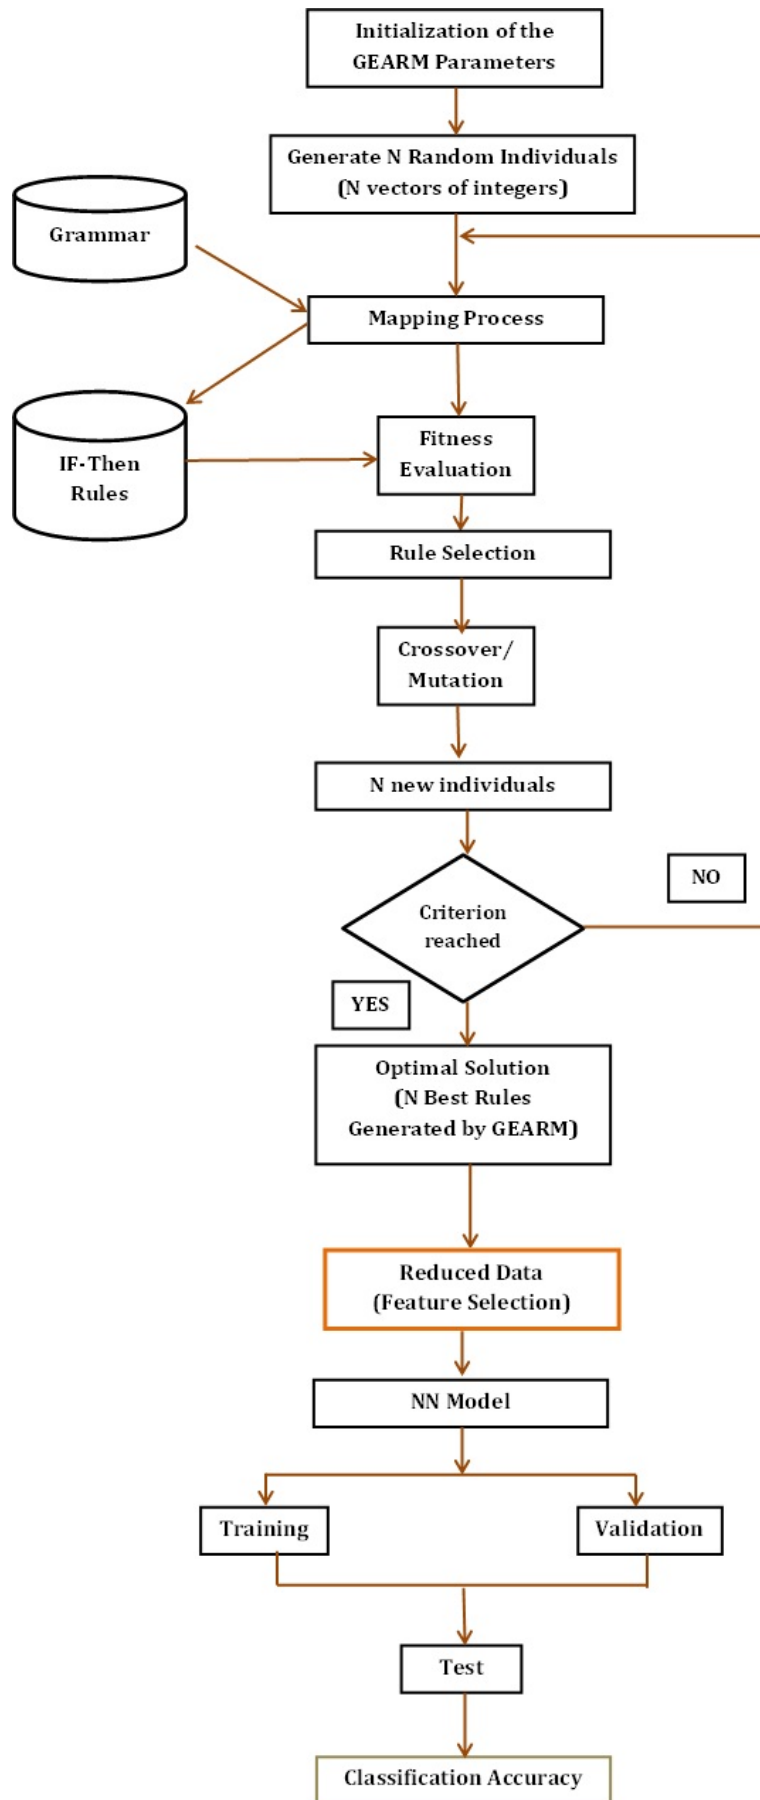 Initialization of the
GEARM Parameters
Generate N Random Individuals
(N vectors of integers)
Grammar
Mapping Process
IF-Then
Rules
Fitness
Evaluation
Rule Selection
Crossover/
Mutation
N new individuals
Criterion
reached
NO
YES
Optimal Solution
(N Best Rules
Generated by GEARM)
Reduced Data
(Feature Selection)
NN Model
Training
Validation
Test
Classification Accuracy